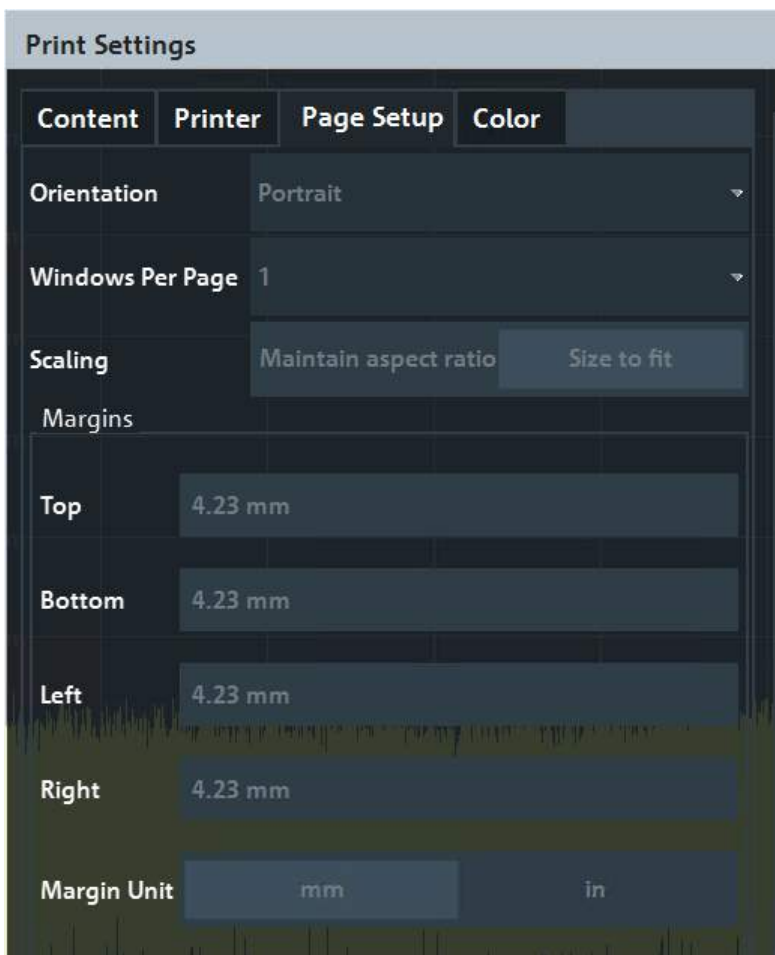 Print Settings
Content Printer Page Setup Color
Orientation Portrait
Windows Per Page 1
Scaling Maintain aspect ratio Size to fit
Margins
Top 4.23 mm
Bottom 4.23 mm
Left 4.23 mm
Right 4.23 mm
Margin Unit mm in